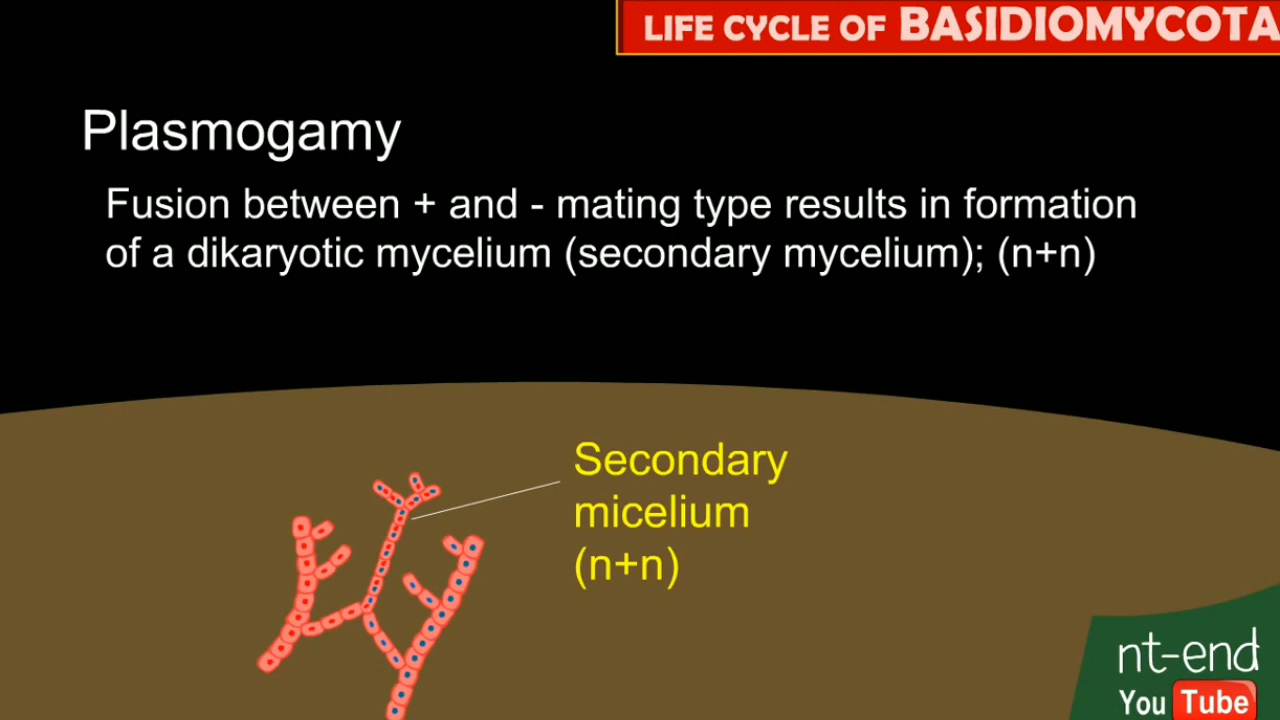 LIFE CYCLE OF BASIDIOMYCOTA
Plasmogamy
Fusion between + and - mating type results in formation
of a dikaryotic mycelium (secondary mycelium); (n+n)
Secondary
micelium
(n+n)
nt-end
You Tube